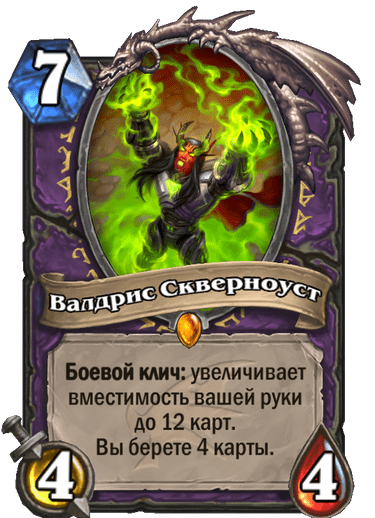 7
Валдрис Скверноуст
Боевой клич: увеличивает
вместимость вашей руки
до 12 карт.
Вы берете 4 карты.
4
4